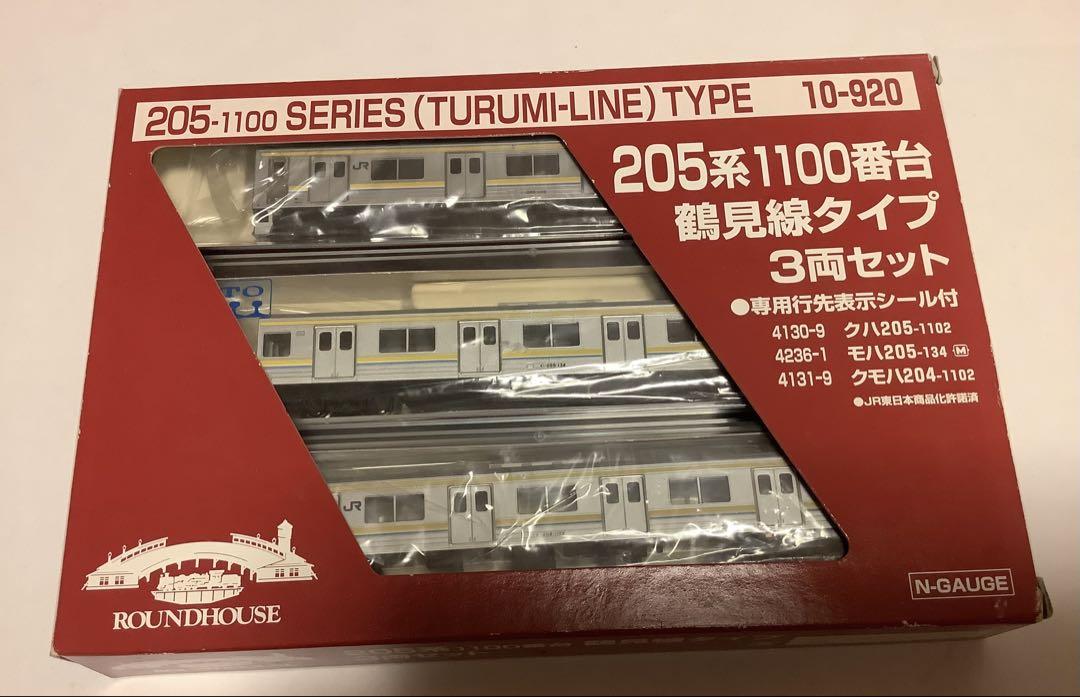 205-1100 SERIES (TURUMI-LINE) TYPE 10-920
205系1100番台
鶴見線タイプ
3両セット
●専用行先表示シール付
4130-9 クハ205-1102
4236-1 モハ205-134 M
4131-9 クモハ204-1102
●JR東日本商品化許諾済
JR
JR
ROUNDHOUSE
N-GAUGE